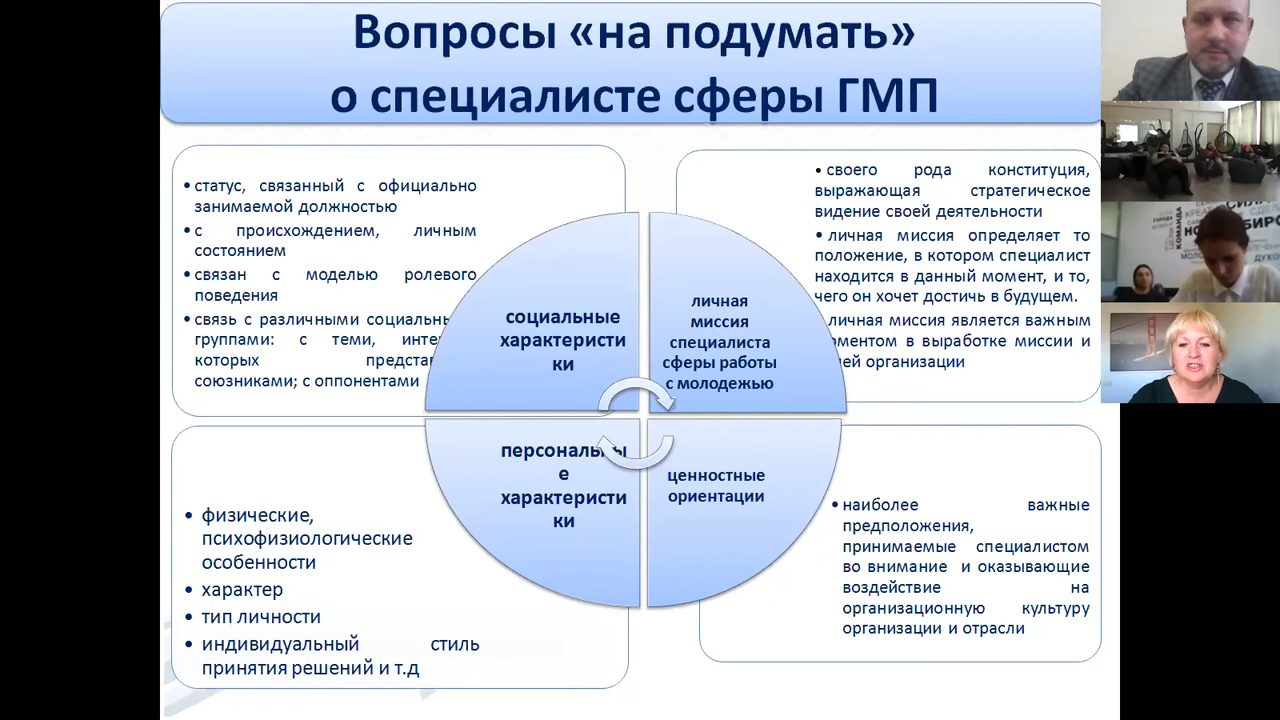 Вопросы «на подумать»
о специалисте сферы ГМП
•статус, связанный с официально
занимаемой должностью
•с происхождением, личным
состоянием
•связан с моделью ролевого
поведения
•связь с различными социальн
группами: с теми, инте
которых предста
союзниками; с оппонентами
социальные
характеристи
ки
личная
миссия
специалиста
сферы работы
с молодежью
• своего рода конституция,
выражающая стратегическое
видение своей деятельности
• личная миссия определяет то
положение, в котором специалист
находится в данный момент, и то,
чего он хочет достичь в будущем.
личная миссия является важным
оментом в выработке миссии и
ей организации
персональны
е
характеристи
ки
ценностные
ориентации
• физические,
психофизиологические
особенности
• характер
• тип личности
• индивидуальный стиль
принятия решений и т.д
•наиболее важные
предположения,
принимаемые специалистом
во внимание и оказывающие
воздействие на
организационную культуру
организации и отрасли
КОМАНДА